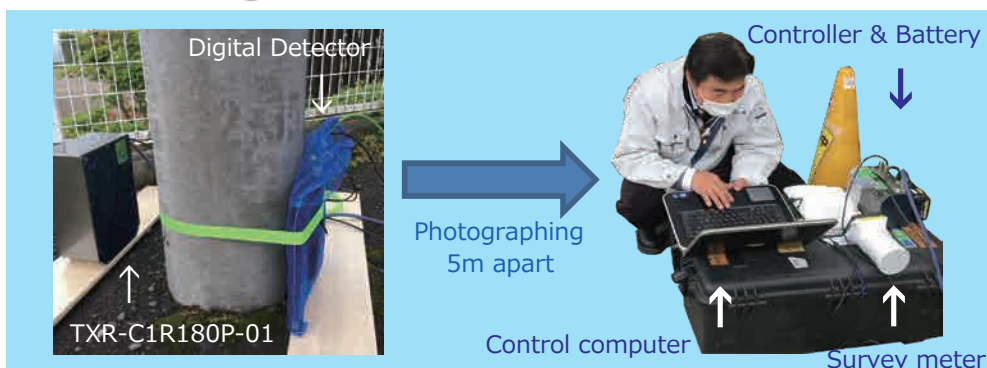 Digital Detector
TXR-C1R180P-01
Photographing
5m apart
Controller & Battery
Control computer
Survey meter